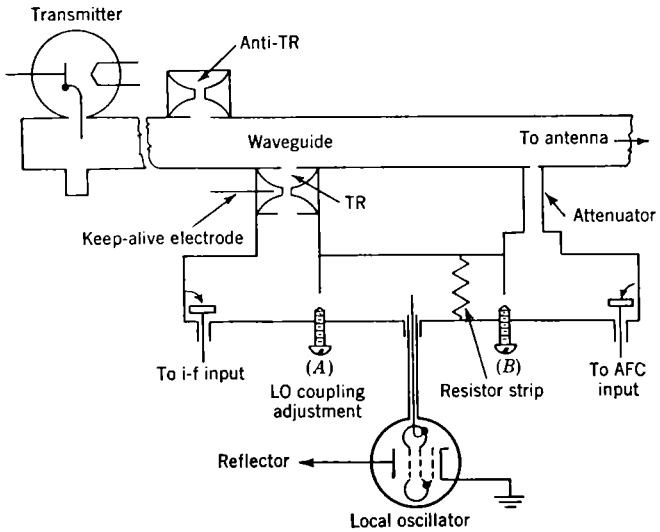 Transmitter
Anti-TR
Waveguide
To antenna
TR
Attenuator
Keep-alive electrode
To i-f input
(A)
LO coupling
adjustment
(B)
Resistor strip
To AFC
input
Reflector
Local oscillator